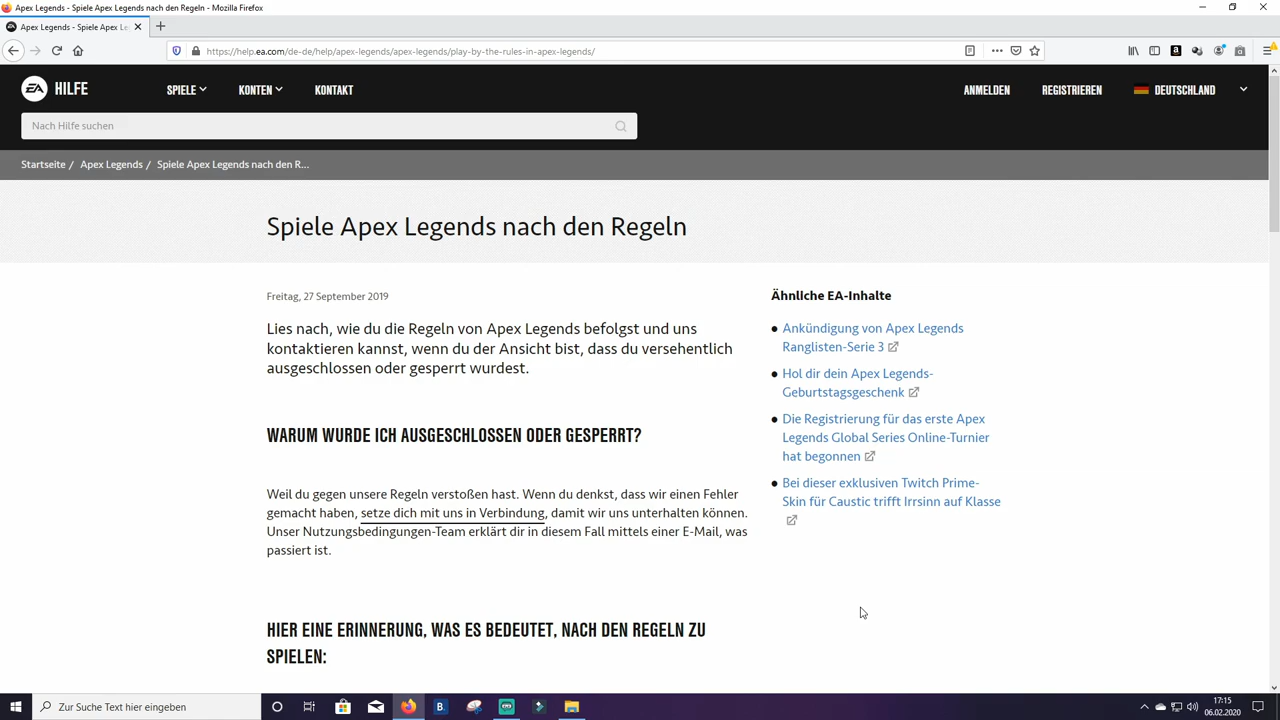 Apex Legends - Spiele Apex Legends nach den Regeln - Mozilla Firefox
Apex Legends - Spiele Apex Le
https://help.ea.com/de-de/help/apex-legends/apex-legends/play-by-the-rules-in-apex-legends/
EA HILFE
SPIELE
KONTEN
KONTAKT
ANMELDEN
REGISTRIEREN
DEUTSCHLAND
Nach Hilfe suchen
Startseite / Apex Legends / Spiele Apex Legends nach den R...
Spiele Apex Legends nach den Regeln
Freitag, 27 September 2019
Lies nach, wie du die Regeln von Apex Legends befolgst und uns
kontaktieren kannst, wenn du der Ansicht bist, dass du versehentlich
ausgeschlossen oder gesperrt wurdest.
WARUM WURDE ICH AUSGESCHLOSSEN ODER GESPERRT?
Weil du gegen unsere Regeln verstoßen hast. Wenn du denkst, dass wir einen Fehler
gemacht haben, setze dich mit uns in Verbindung, damit wir uns unterhalten können.
Unser Nutzungsbedingungen-Team erklärt dir in diesem Fall mittels einer E-Mail, was
passiert ist.
HIER EINE ERINNERUNG, WAS ES BEDEUTET, NACH DEN REGELN ZU
SPIELEN:
Ähnliche EA-Inhalte
Ankündigung von Apex Legends
Ranglisten-Serie 3
Hol dir dein Apex Legends-
Geburtstagsgeschenk
Die Registrierung für das erste Apex
Legends Global Series Online-Turnier
hat begonnen
Bei dieser exklusiven Twitch Prime-
Skin für Caustic trifft Irrsinn auf Klasse
Zur Suche Text hier eingeben
B.
17:15
06.02.2020